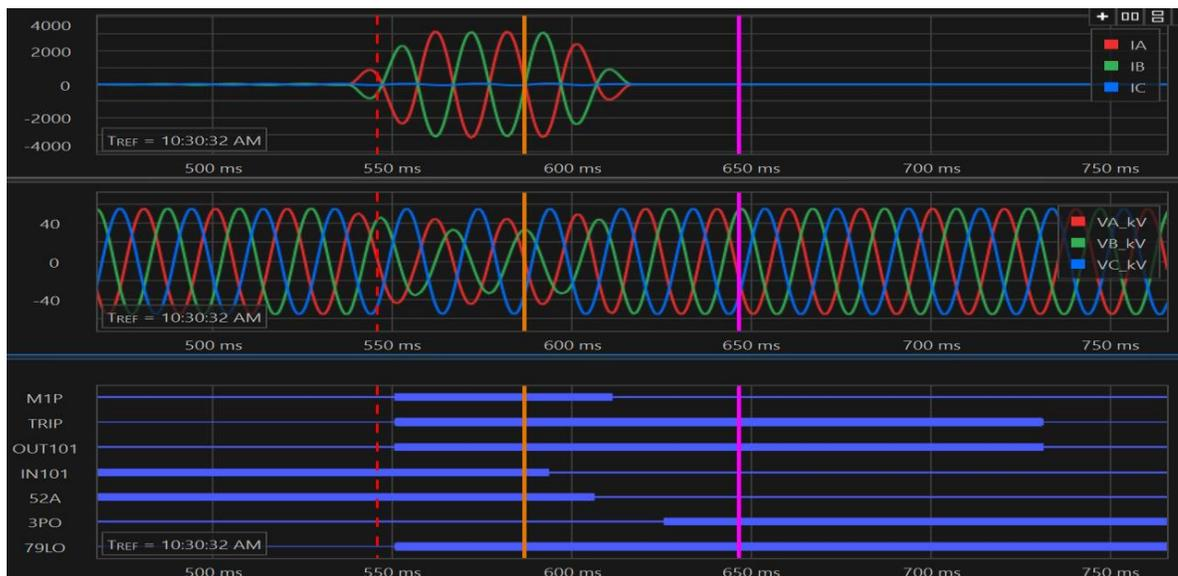 4000
2000
0
-2000
-4000
IA
IB
IC
TREF = 10:30:32 AM
500 ms 550 ms 600 ms 650 ms 700 ms 750 ms
40
0
-40
VA_kV
VB_kV
VC_kV
TREF = 10:30:32 AM
500 ms 550 ms 600 ms 650 ms 700 ms 750 ms
M1P
TRIP
OUT101
IN101
52A
3PO
79LO
TREF = 10:30:32 AM
500 ms 550 ms 600 ms 650 ms 700 ms 750 ms